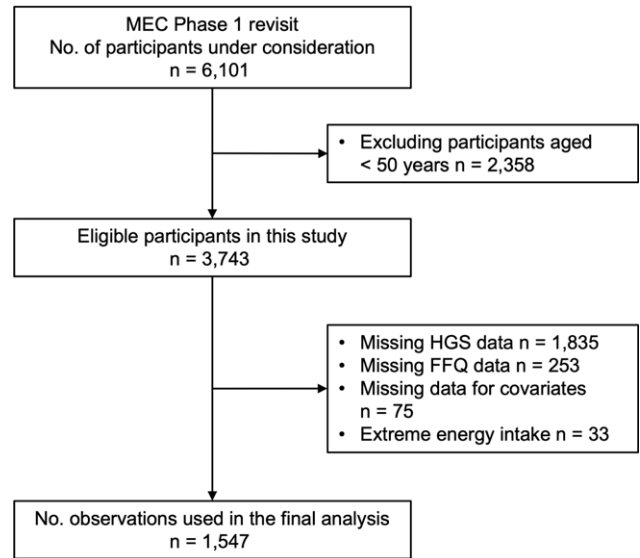 MEC Phase 1 revisit
No. of participants under consideration
n = 6,101
• Excluding participants aged
< 50 years n = 2,358
Eligible participants in this study
n = 3,743
• Missing HGS data n = 1,835
• Missing FFQ data n = 253
• Missing data for covariates
n = 75
• Extreme energy intake n = 33
No. observations used in the final analysis
n = 1,547